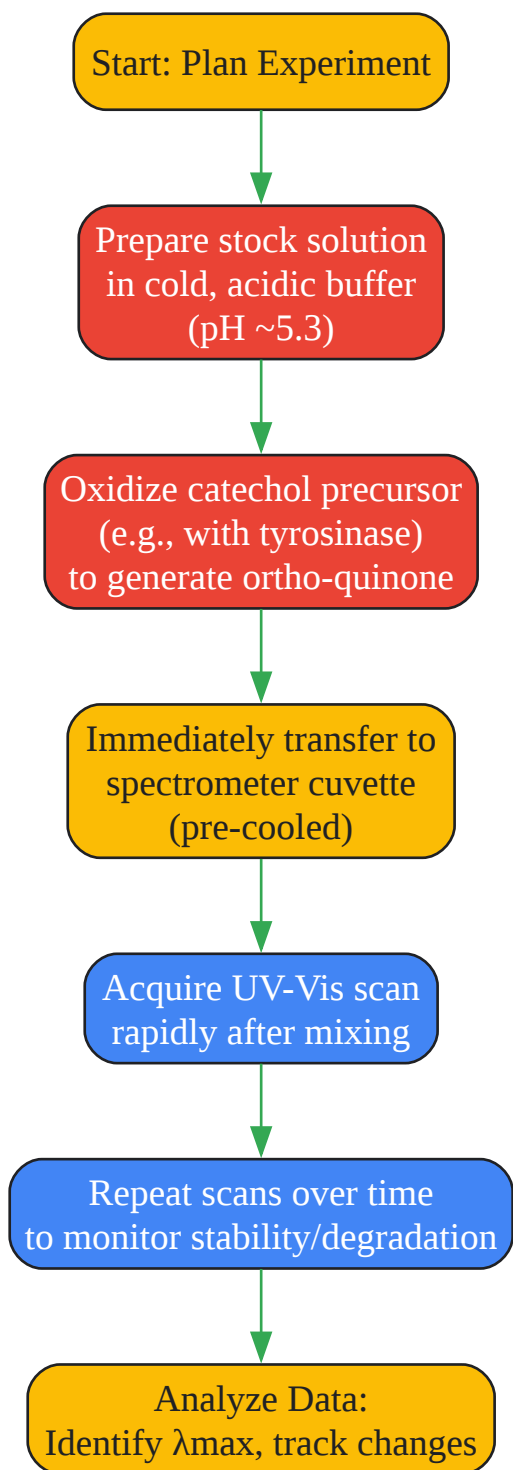 Start: Plan Experiment
Prepare stock solution
in cold, acidic buffer
(pH ~5.3)
Oxidize catechol precursor
(e.g., with tyrosinase)
to generate ortho-quinone
Immediately transfer to
spectrometer cuvette
(pre-cooled)
Acquire UV-Vis scan
rapidly after mixing
Repeat scans over time
to monitor stability/degradation
Analyze Data:
Identify λmax, track changes